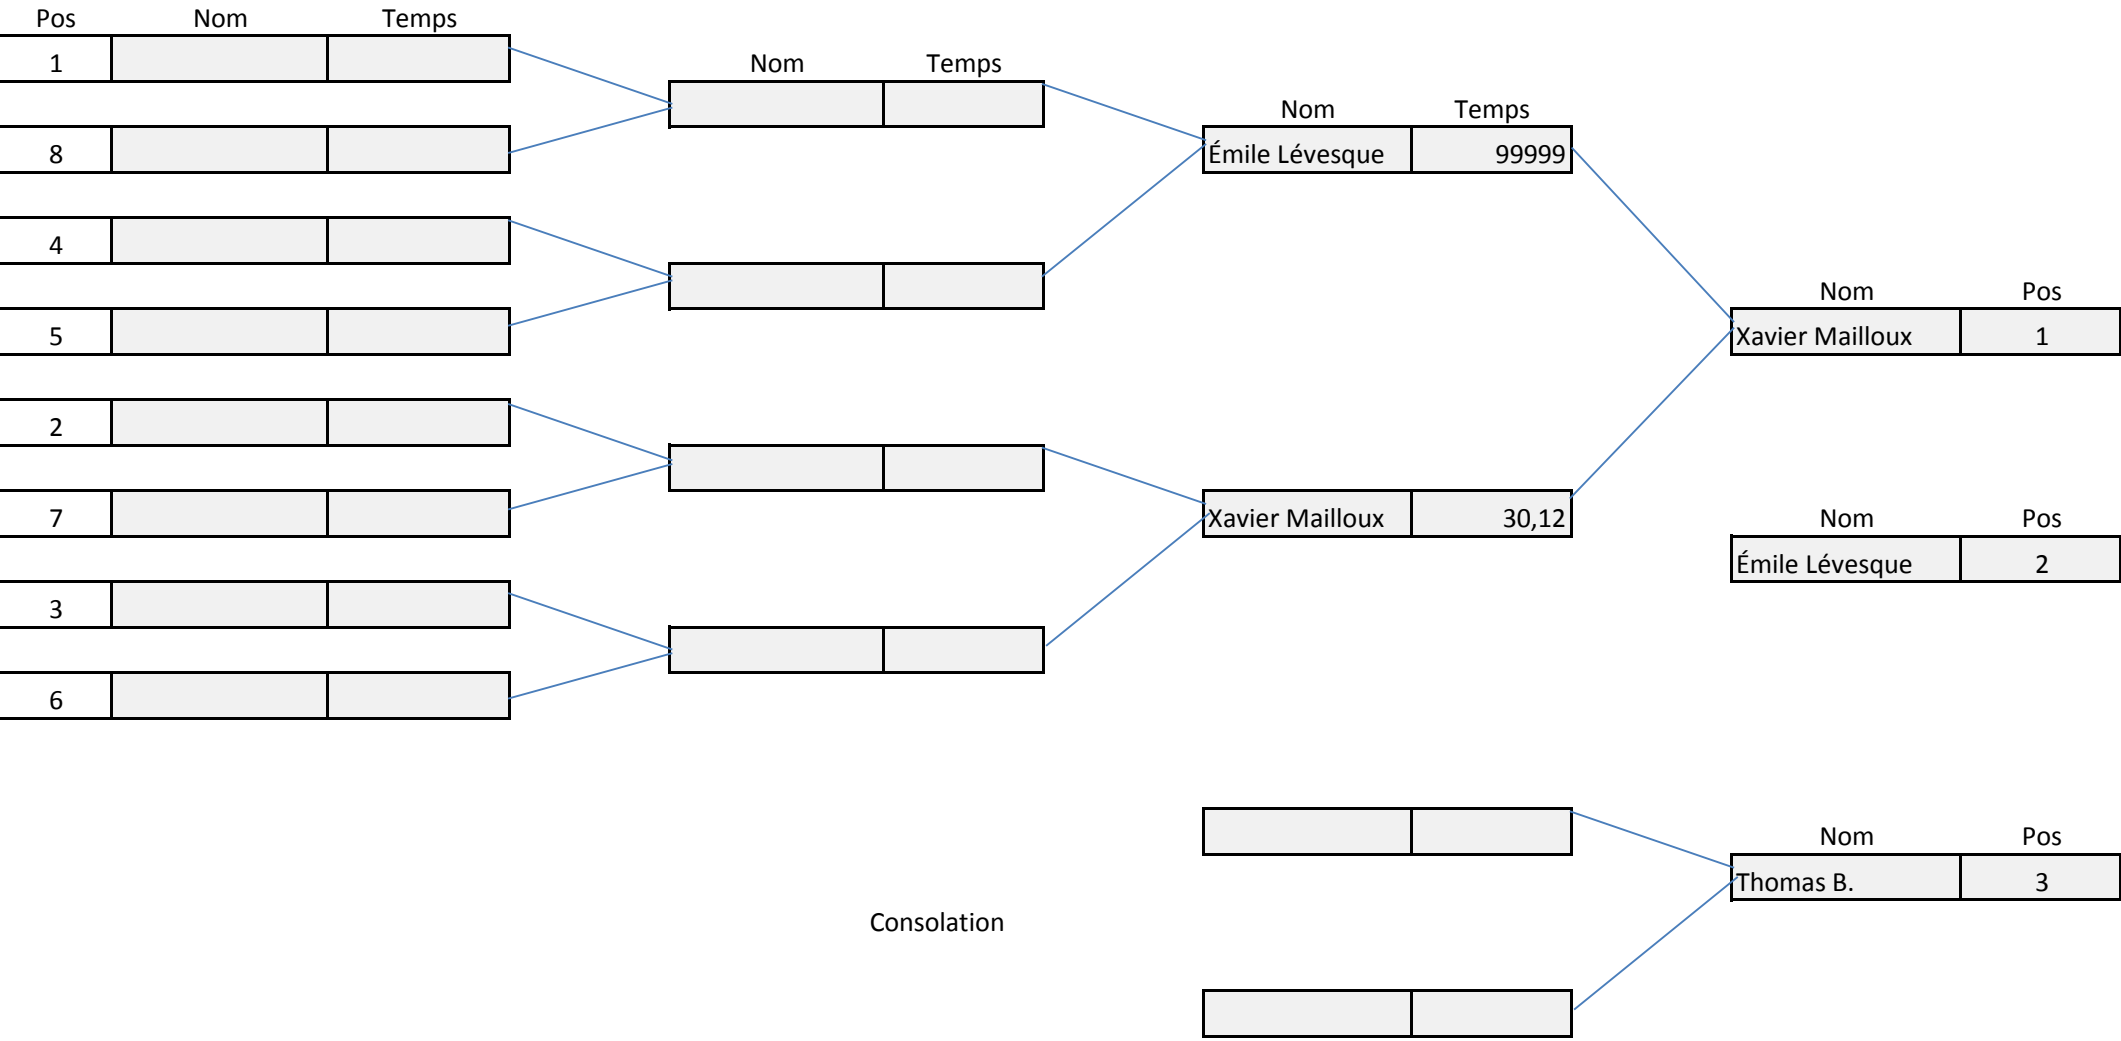 Pos Nom Temps
1
Nom Temps
Nom Temps
8
Émile Lévesque 99999
4
Nom Pos
5
Xavier Mailloux 1
2
7
Xavier Mailloux 30,12
Nom Pos
Émile Lévesque 2
3
6
Nom Pos
Thomas B. 3
Consolation